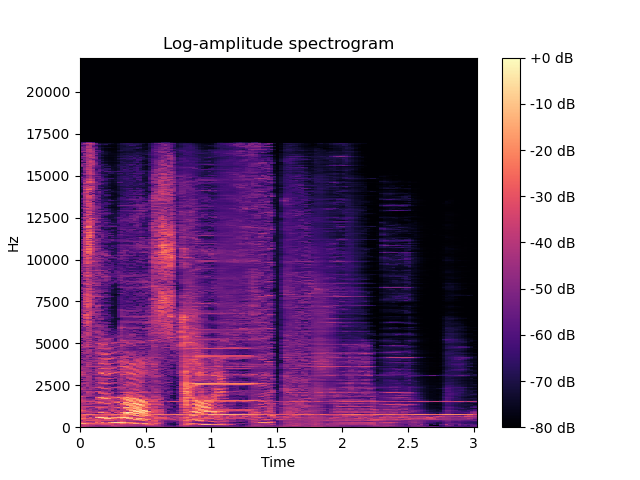 Log-amplitude spectrogram
Hz
20000
17500
15000
12500
10000
7500
5000
2500
0
0 0.5 1 1.5 2 2.5 3
Time
+0 dB
-10 dB
-20 dB
-30 dB
-40 dB
-50 dB
-60 dB
-70 dB
-80 dB